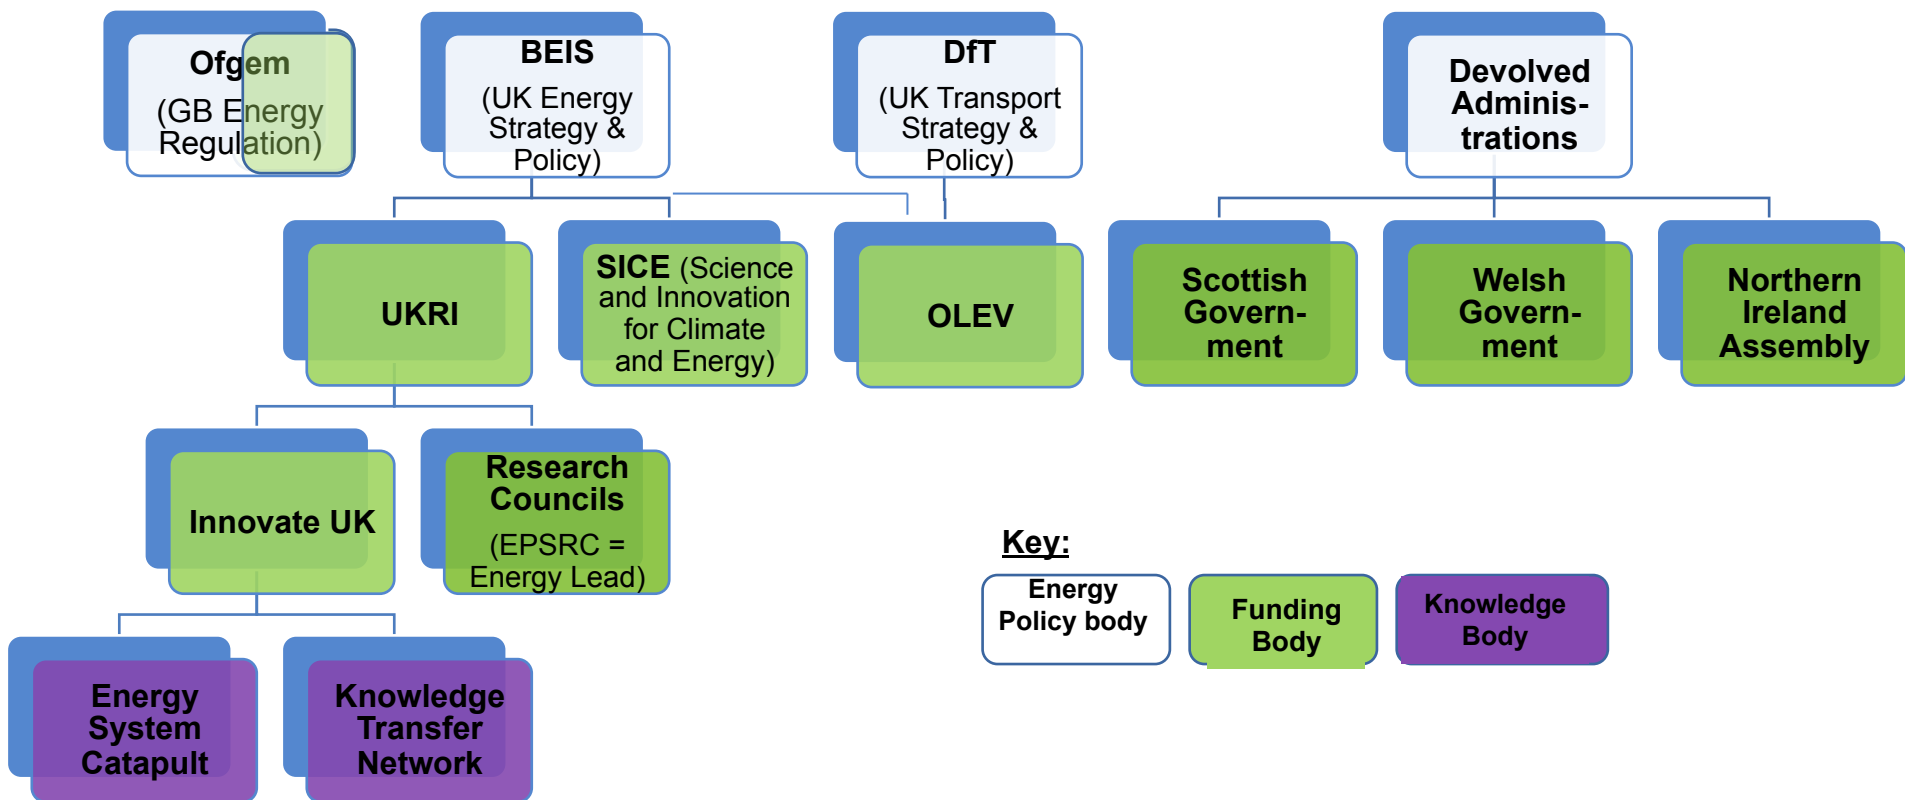 Ofgem
(GB Energy
Regulation)
BEIS
(UK Energy
Strategy &
Policy)
DfT
(UK Transport
Strategy &
Policy)
Devolved
Adminis-
trations
UKRI
SICE (Science
and Innovation
for Climate
and Energy)
OLEV
Scottish
Govern-
ment
Welsh
Govern-
ment
Northern
Ireland
Assembly
Innovate UK
Research
Councils
(EPSRC =
Energy Lead)
Energy
System
Catapult
Knowledge
Transfer
Network
Key:
Energy
Policy body
Funding
Body
Knowledge
Body